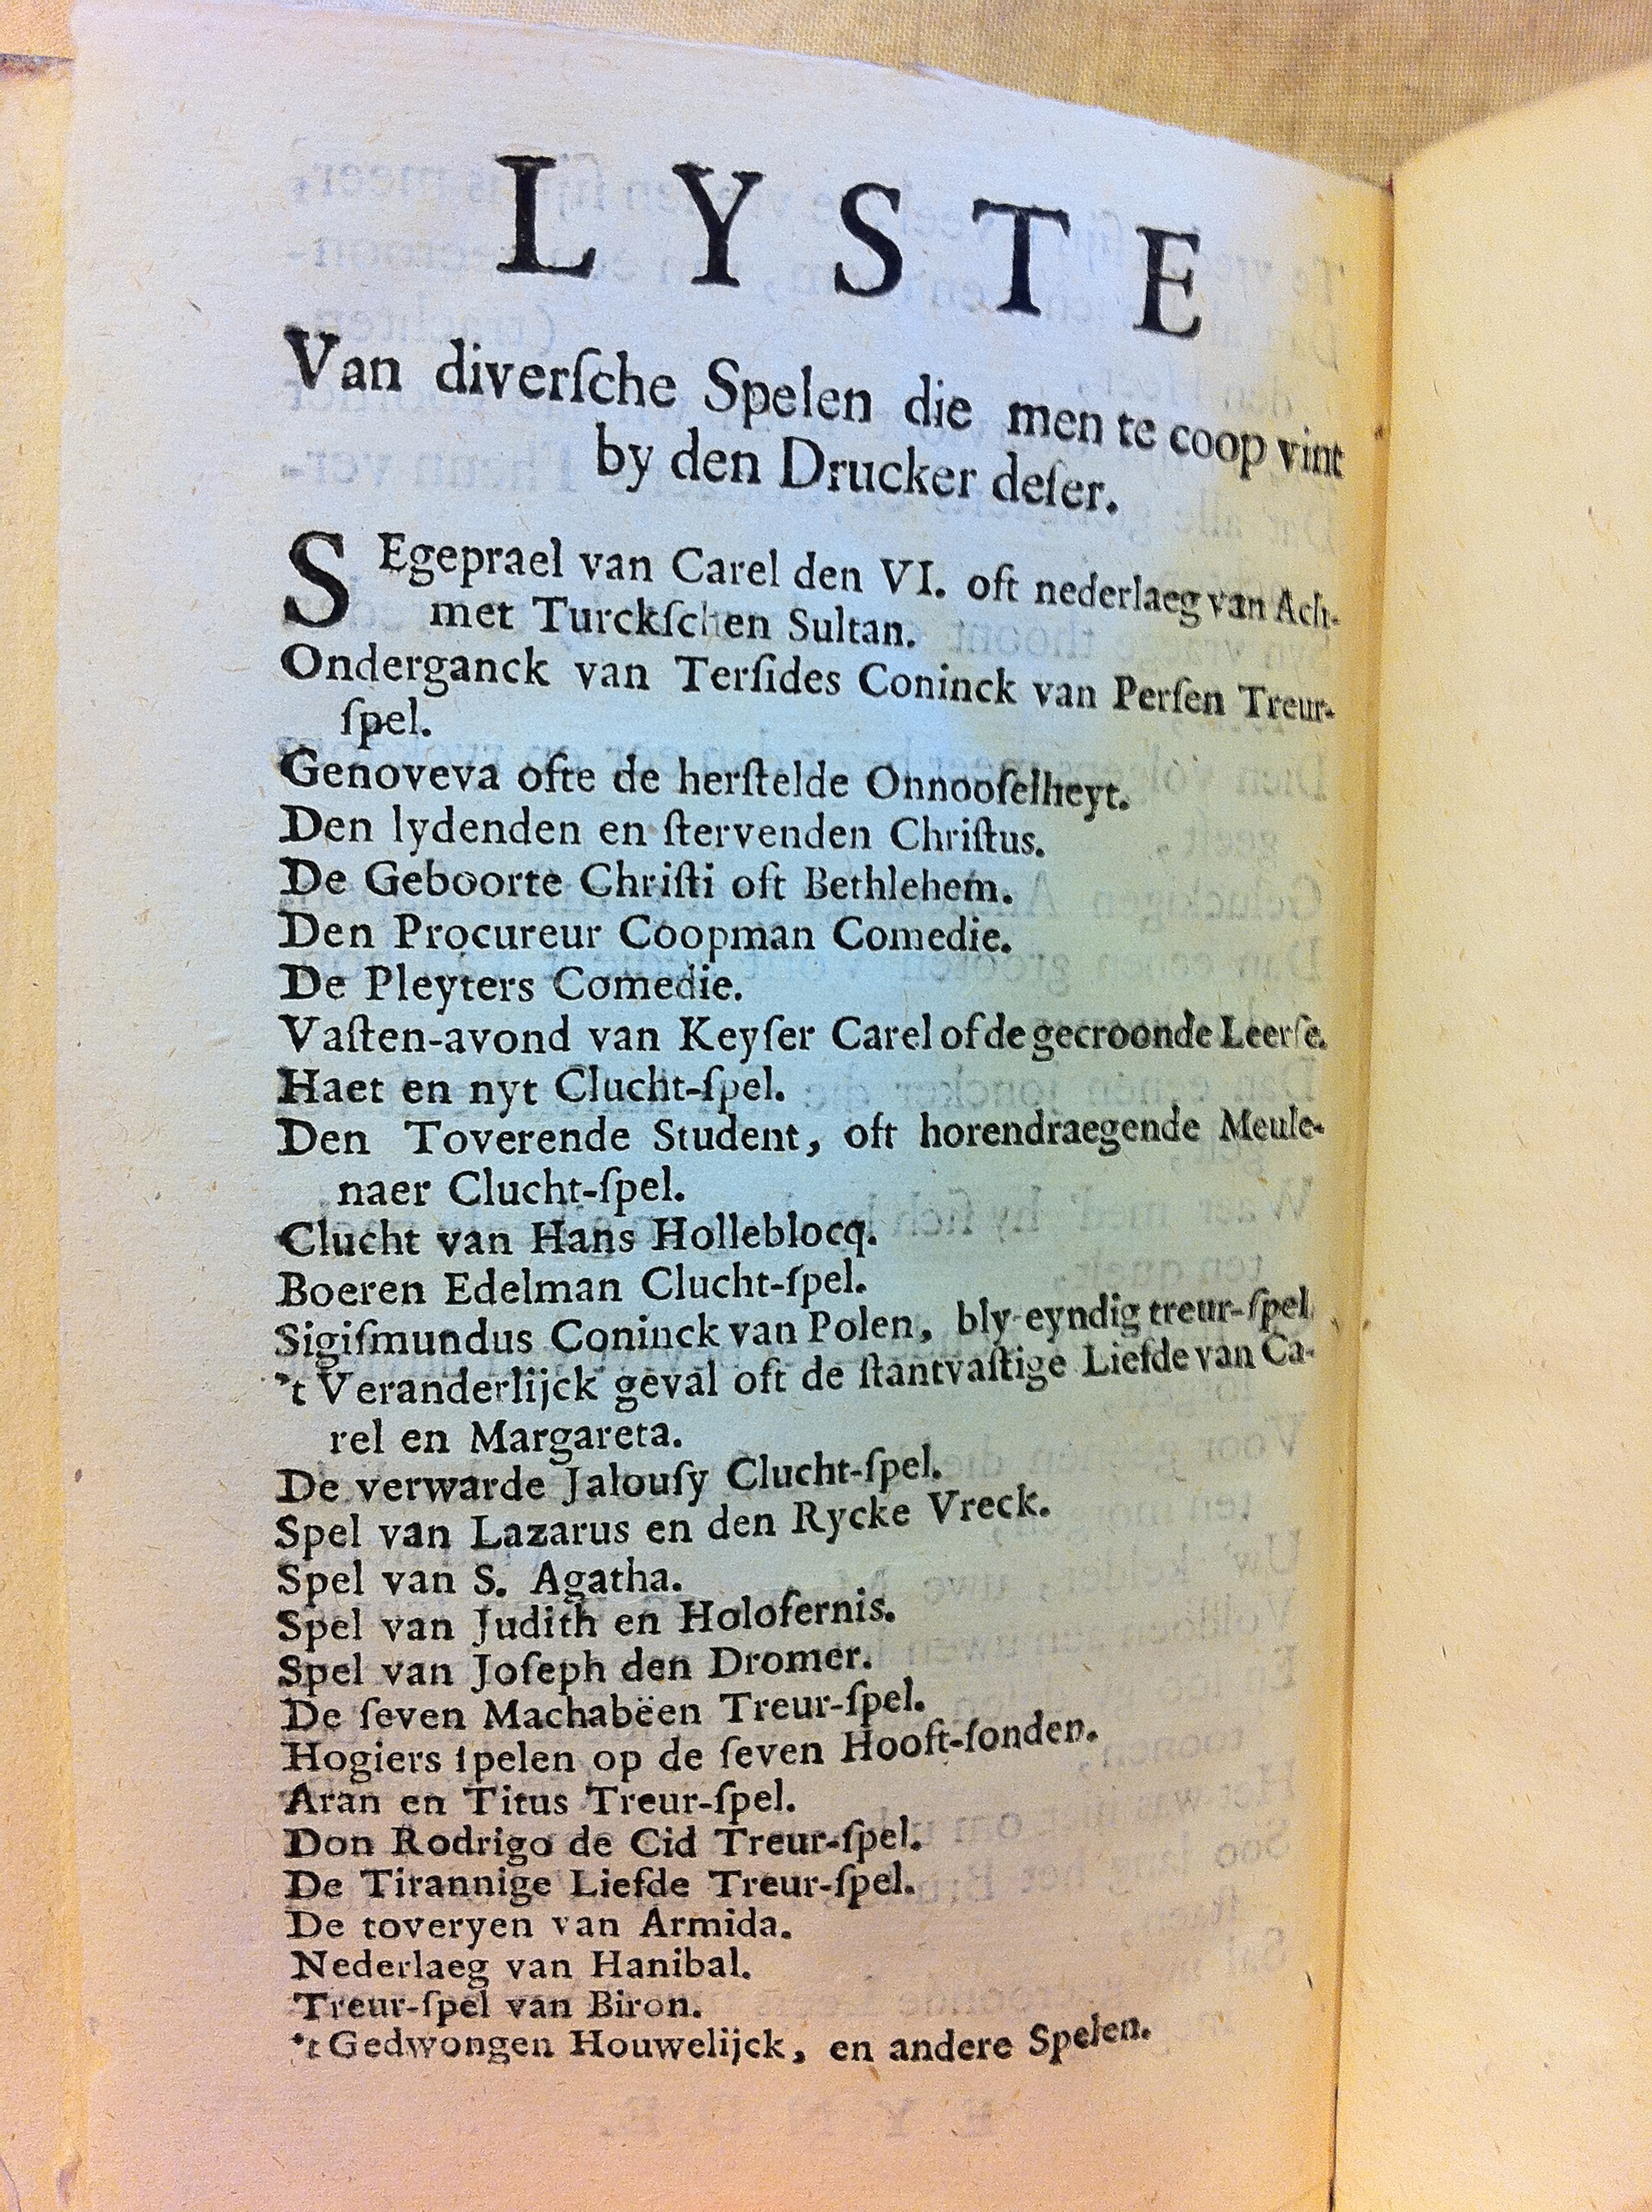 LYSTE
Van diverſche Spelen die men te coop vint
by den Drucker deſer.
SEgeprael van Carel den VI. oft nederlaeg van Ach-
met Turckſchen Sultan.
Onderganck van Terſides Coninck van Perſen Treur-
ſpel.
Genoveva ofte de herſtelde Onnooſelheyt.
Den lydenden en ſtervenden Chriſtus.
De Geboorte Chriſti oft Bethlehem.
Den Procureur Coopman Comedie.
De Pleyters Comedie.
Vaſten-avond van Keyſer Carel of de gecroonde Leerſe.
Haet en nyt Clucht-ſpel.
Den Toverende Student, oft horendraegende Meule-
naer Clucht-ſpel.
Clucht van Hans Holleblocq.
Boeren Edelman Clucht-ſpel.
Sigiſmundus Coninck van Polen, bly-eyndig treur-ſpel.
't Veranderlijck geval oft de ſtantvaſtige Liefde van Ca-
rel en Margareta.
De verwarde Jalouſy Clucht-ſpel.
Spel van Lazarus en den Rycke Vreck.
Spel van S. Agatha.
Spel van Judith en Holofernis.
Spel van Joſeph den Dromer.
De ſeven Machabëen Treur-ſpel.
Hogiers ſpelen op de ſeven Hooft-ſonden.
Aran en Titus Treur-ſpel.
Don Rodrigo de Cid Treur-ſpel.
De Tirannige Liefde Treur-ſpel.
De toveryen van Armida.
Nederlaeg van Hanibal.
Treur-ſpel van Biron.
't Gedwongen Houwelijck, en andere Spelen.